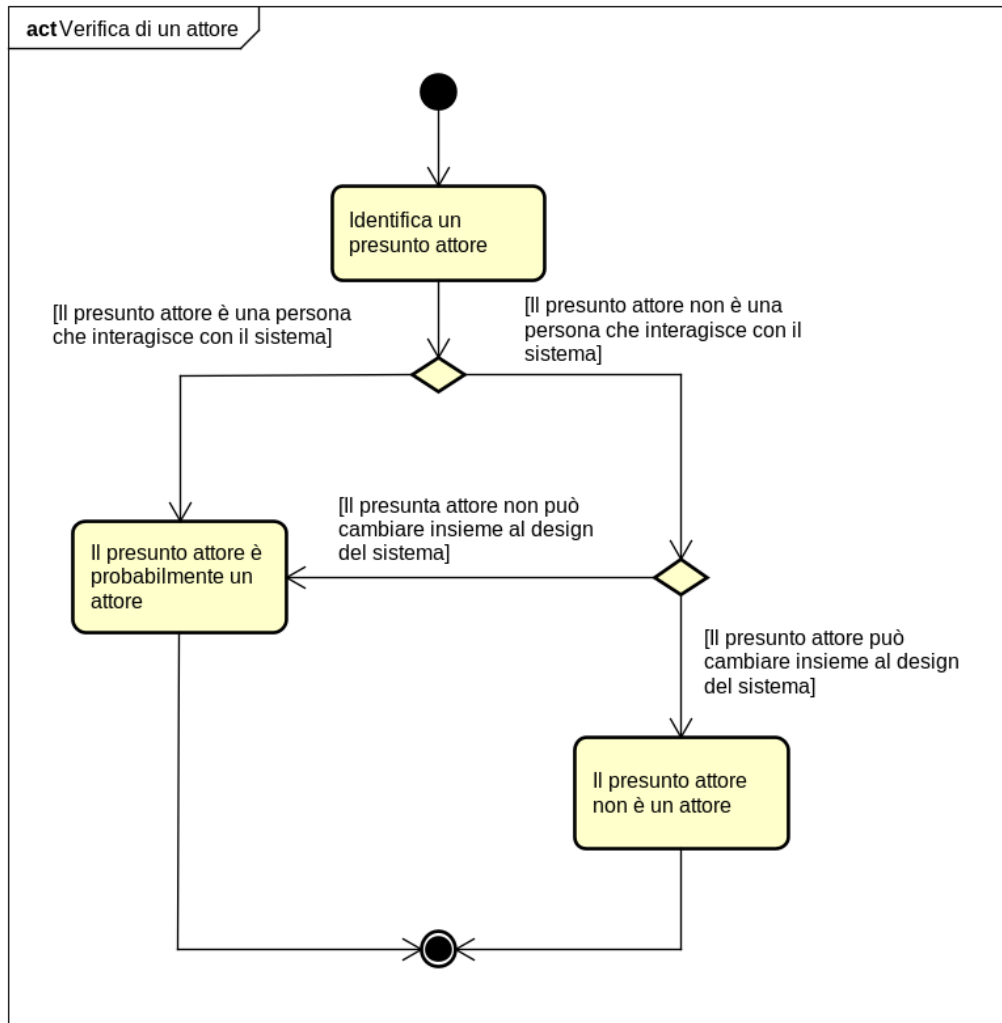 act Verifica di un attore
Identifica un
presunto attore
[Il presunto attore è una persona
che interagisce con il sistema]
[Il presunto attore non è una
persona che interagisce con il
sistema]
[Il presunta attore non può
cambiare insieme al design
del sistema]
Il presunto attore è
probabilmente un
attore
[Il presunto attore può
cambiare insieme al design
del sistema]
Il presunto attore
non è un attore